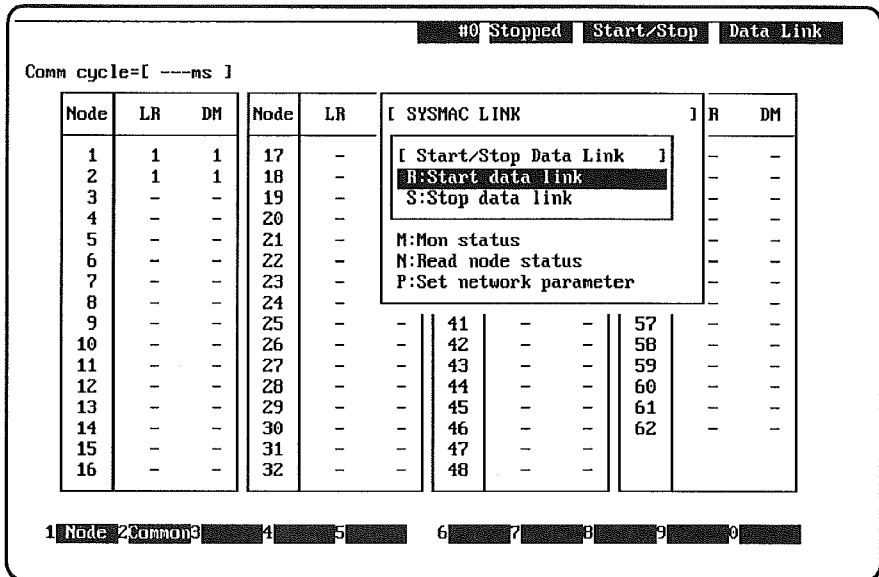 #0 Stopped Start/Stop Data Link
Comm cycle=[ ---ms ]
Node LR DM Node LR [ SYSMAC LINK ] R DM
1 1 1 17 - [ Start/Stop Data Link ] - -
2 1 1 18 - R:Start data link - -
3 - - 19 - S:Stop data link - -
4 - - 20 - - -
5 - - 21 - M:Mon status - -
6 - - 22 - N:Read node status - -
7 - - 23 - P:Set network parameter - -
8 - - 24 - - -
9 - - 25 - - 41 - - 57 - -
10 - - 26 - - 42 - - 58 - -
11 - - 27 - - 43 - - 59 - -
12 - - 28 - - 44 - - 60 - -
13 - - 29 - - 45 - - 61 - -
14 - - 30 - - 46 - - 62 - -
15 - - 31 - - 47 - -
16 - - 32 - - 48 - -
1 Node 2Common3 4 5 6 7 8 9 0